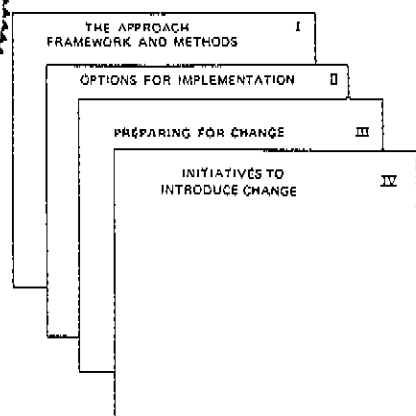 THE APPROACH I
FRAMEWORK AND METHODS
OPTIONS FOR IMPLEMENTATION II
PREPARING FOR CHANGE III
INITIATIVES TO IV
INTRODUCE CHANGE